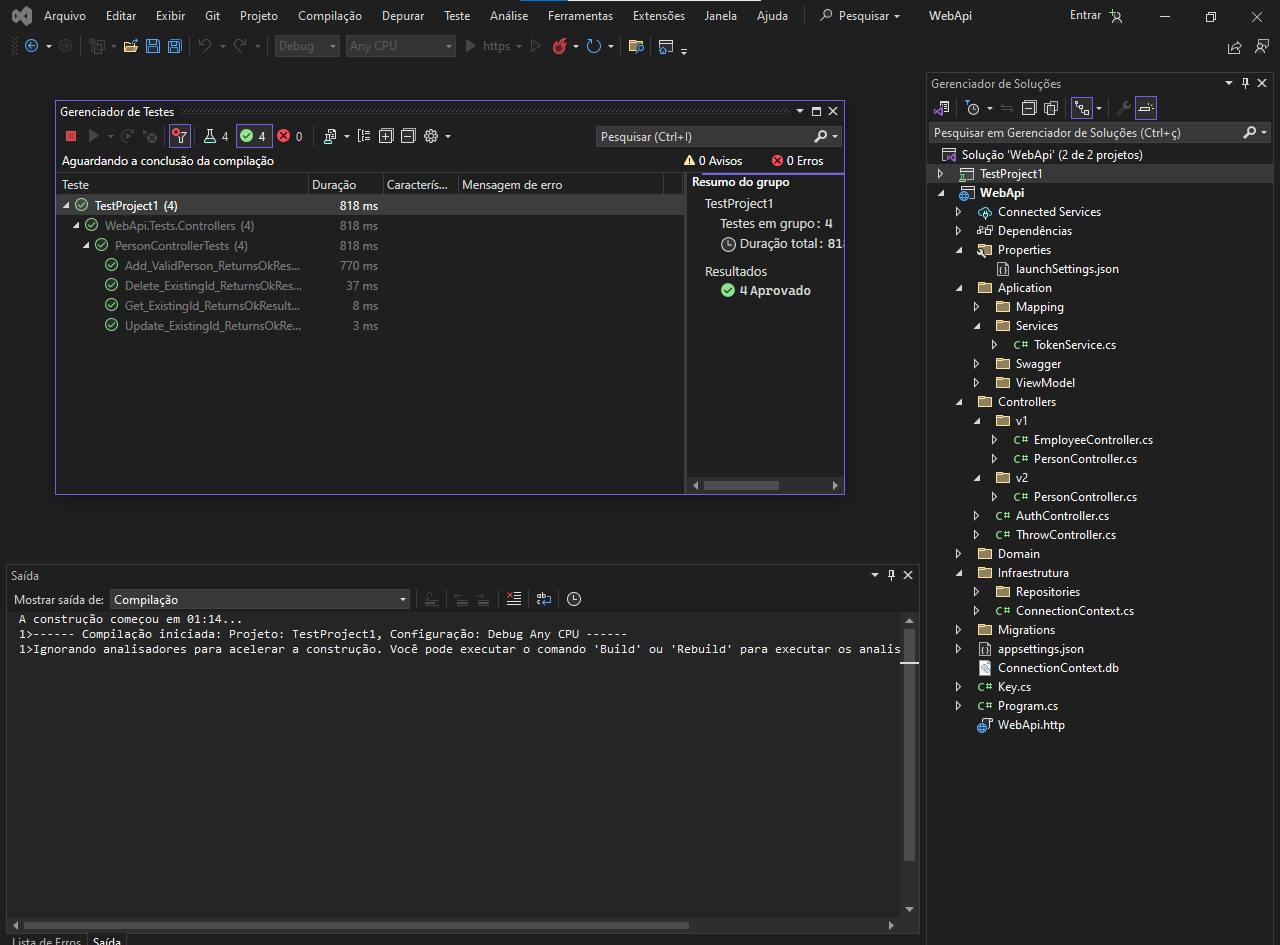 Arquivo Editar Exibir Git Projeto Compilação Depurar Teste Análise Ferramentas Extensões Janela Ajuda Pesquisar WebApi Entrar
Debug Any CPU https
Gerenciador de Testes
4 4 0 Pesquisar (Ctrl+I)
Aguardando a conclusão da compilação 0 Avisos 0 Erros
Teste Duração Caracterís... Mensagem de erro
TestProject1 (4) 818 ms
WebApi.Tests.Controllers (4) 818 ms
PersonControllerTests (4) 818 ms
Add_ValidPerson_ReturnsOkRes... 770 ms
Delete_ExistingId_ReturnsOkRes... 37 ms
Get_ExistingId_ReturnsOkResult... 8 ms
Update_ExistingId_ReturnsOkRe... 3 ms
Resumo do grupo
TestProject1
Testes em grupo: 4
Duração total: 81
Resultados
4 Aprovado
Saída
Mostrar saída de: Compilação
A construção começou em 01:14...
1>------ Compilação iniciada: Projeto: TestProject1, Configuração: Debug Any CPU ------
1>Ignorando analisadores para acelerar a construção. Você pode executar o comando 'Build' ou 'Rebuild' para executar os analis
Lista de Erros Saída
Gerenciador de Soluções
Pesquisar em Gerenciador de Soluções (Ctrl+ç)
Solução 'WebApi' (2 de 2 projetos)
TestProject1
WebApi
Connected Services
Dependências
Properties
launchSettings.json
Aplication
Mapping
Services
C# TokenService.cs
Swagger
ViewModel
Controllers
v1
C# EmployeeController.cs
C# PersonController.cs
v2
C# PersonController.cs
C# AuthController.cs
C# ThrowController.cs
Domain
Infraestrutura
Repositories
C# ConnectionContext.cs
Migrations
appsettings.json
ConnectionContext.db
C# Key.cs
C# Program.cs
WebApi.http